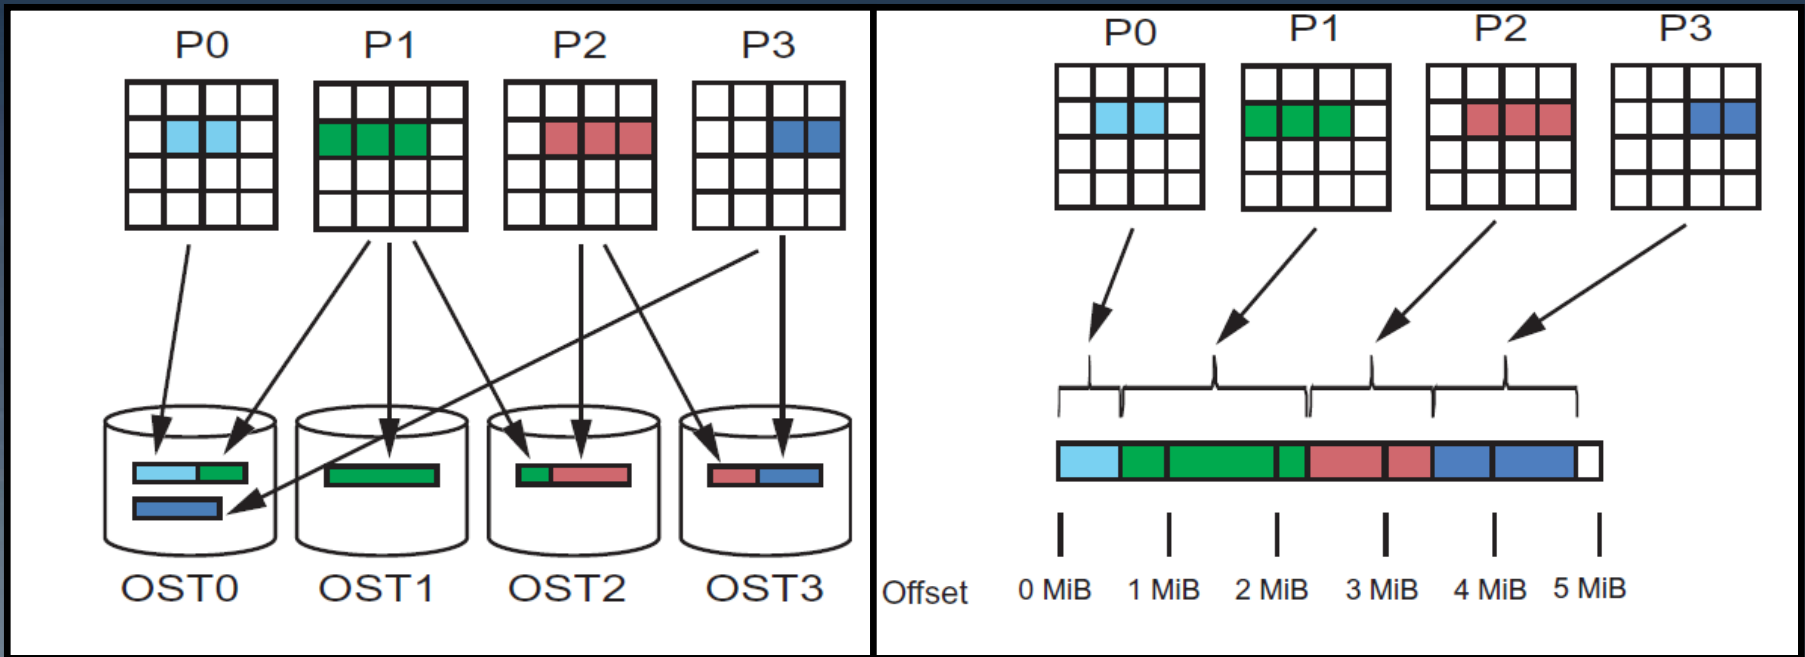 P0 P1 P2 P3
OST0 OST1 OST2 OST3
P0 P1 P2 P3
Offset 0 MiB 1 MiB 2 MiB 3 MiB 4 MiB 5 MiB